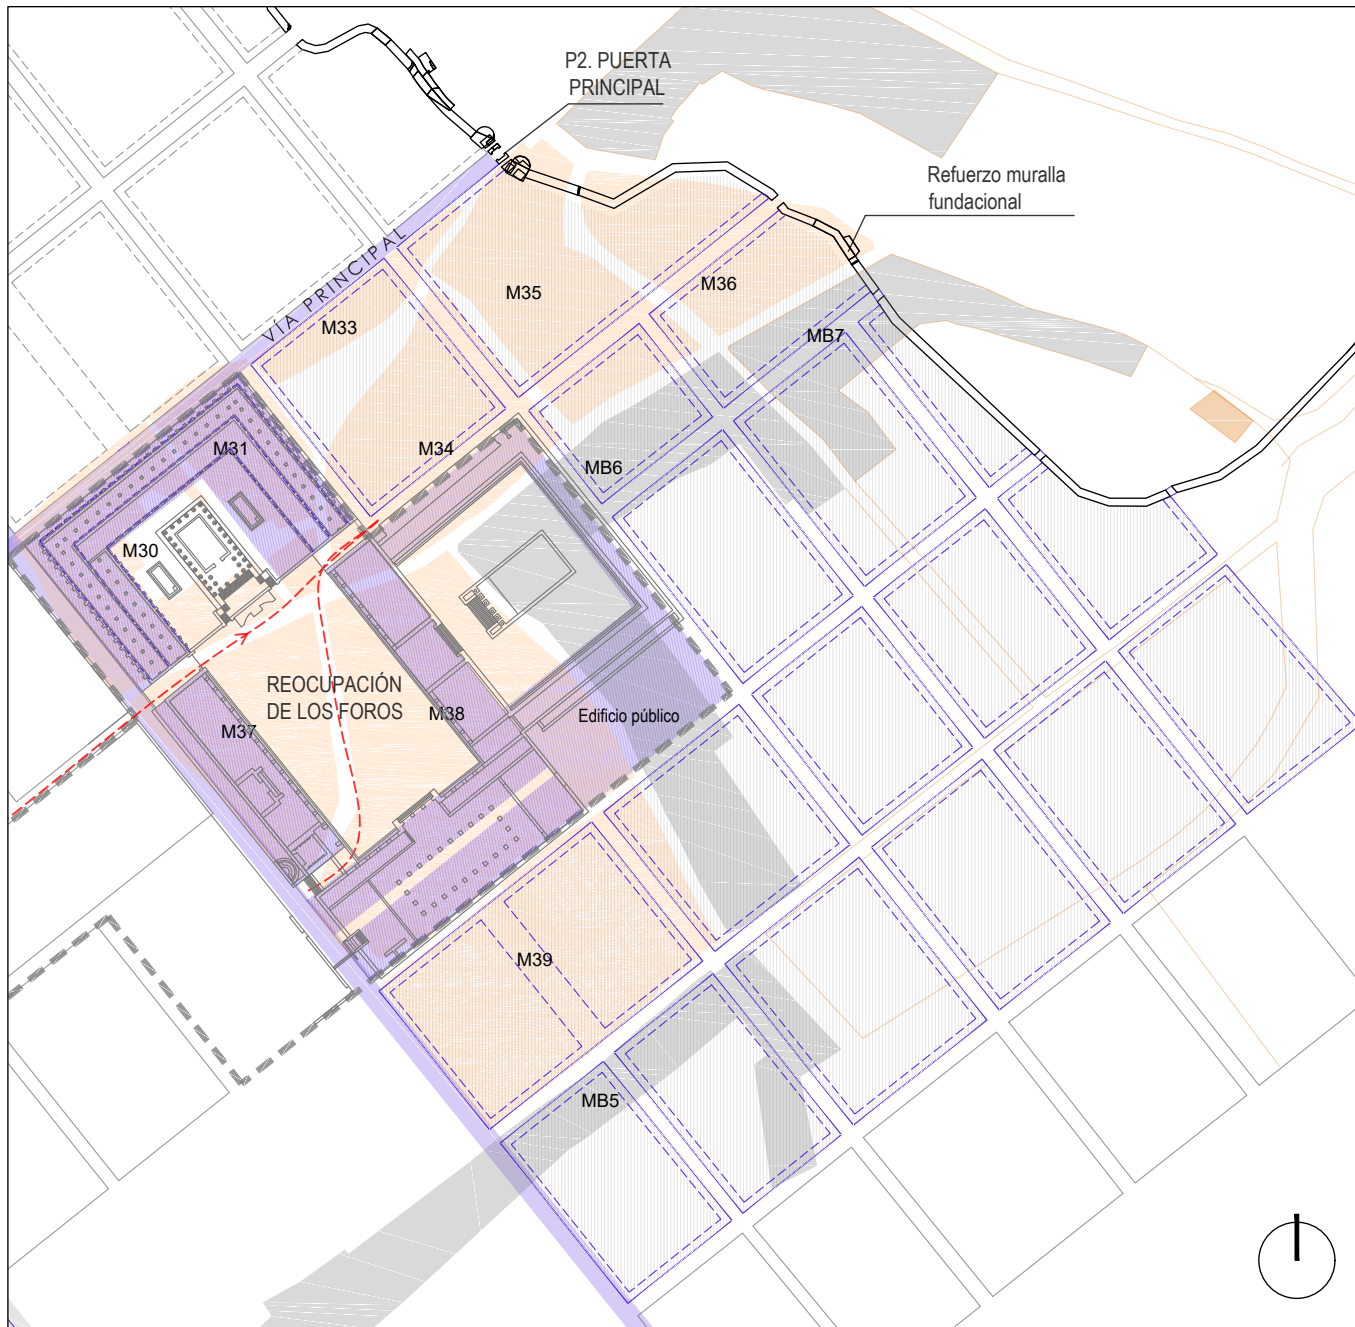 P2. PUERTA
PRINCIPAL
Refuerzo muralla
fundacional
VÍA PRINCIPAL
M35
M36
M33
MB7
M31
M34
MB6
M30
REOCUPACIÓN
DE LOS FOROS
M37
M38
Edificio público
M39
MB5